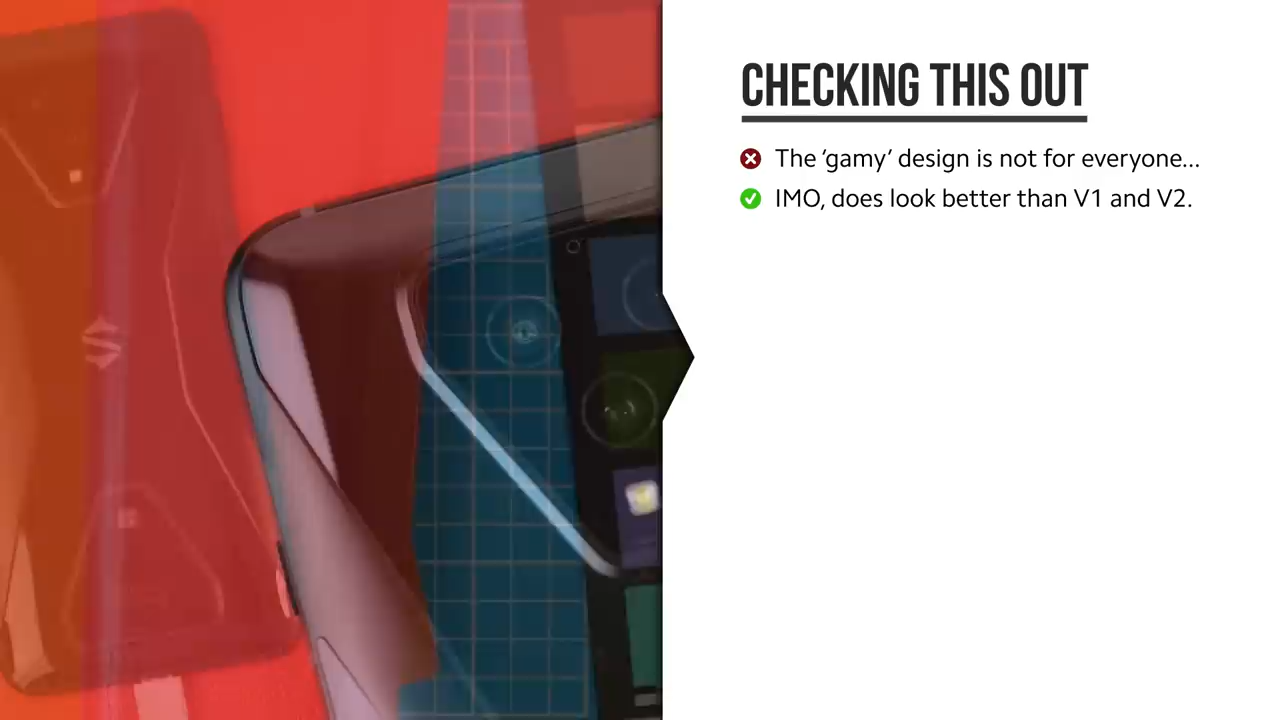 CHECKING THIS OUT
The ‘gamy’ design is not for everyone...
IMO, does look better than V1 and V2.